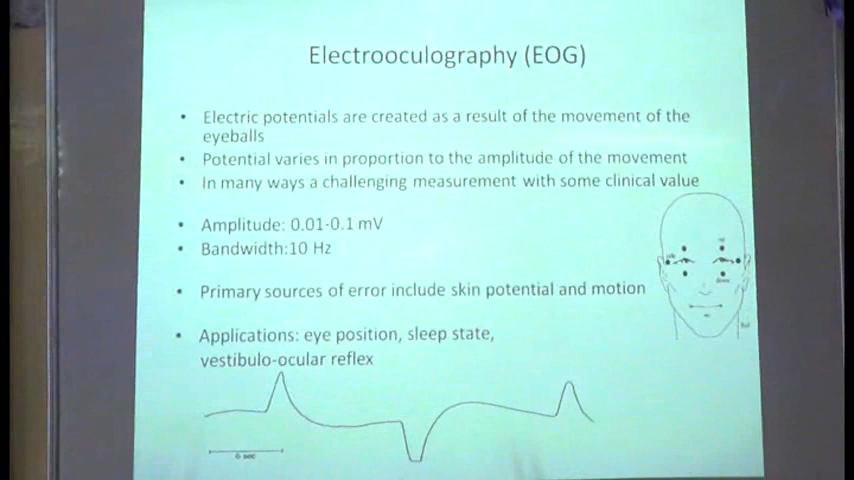 Electrooculography (EOG)
• Electric potentials are created as a result of the movement of the
eyeballs
• Potential varies in proportion to the amplitude of the movement
• In many ways a challenging measurement with some clinical value
• Amplitude: 0.01-0.1 mV
• Bandwidth:10 Hz
• Primary sources of error include skin potential and motion
• Applications: eye position, sleep state,
vestibulo-ocular reflex
down